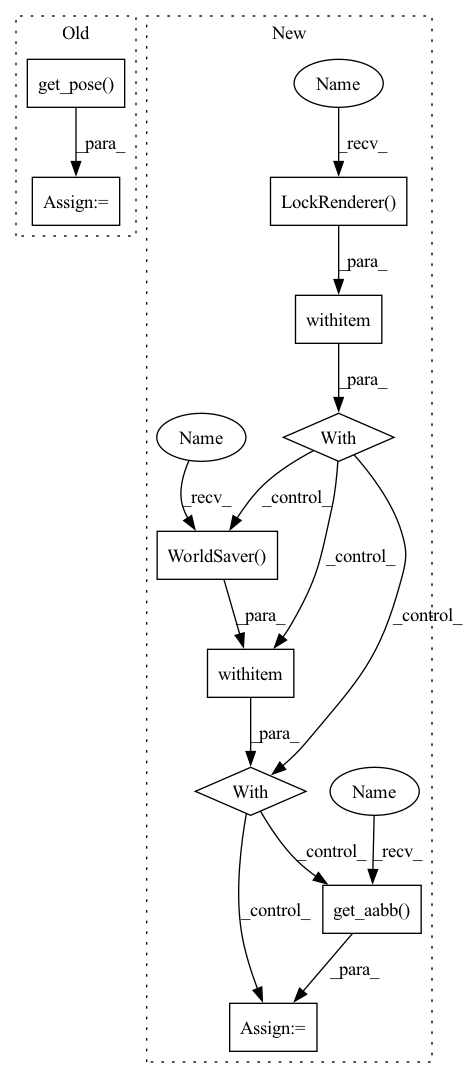 Old
New
get_pose()
Name
_para_
_recv_
Assign:=
LockRenderer()
_para_
withitem
_para_
Name
With
_recv_
_control_
WorldSaver()
_control_
_control_
_para_
withitem
_para_
With
Name
_control_
_recv_
_control_
get_aabb()
_para_
Assign:=